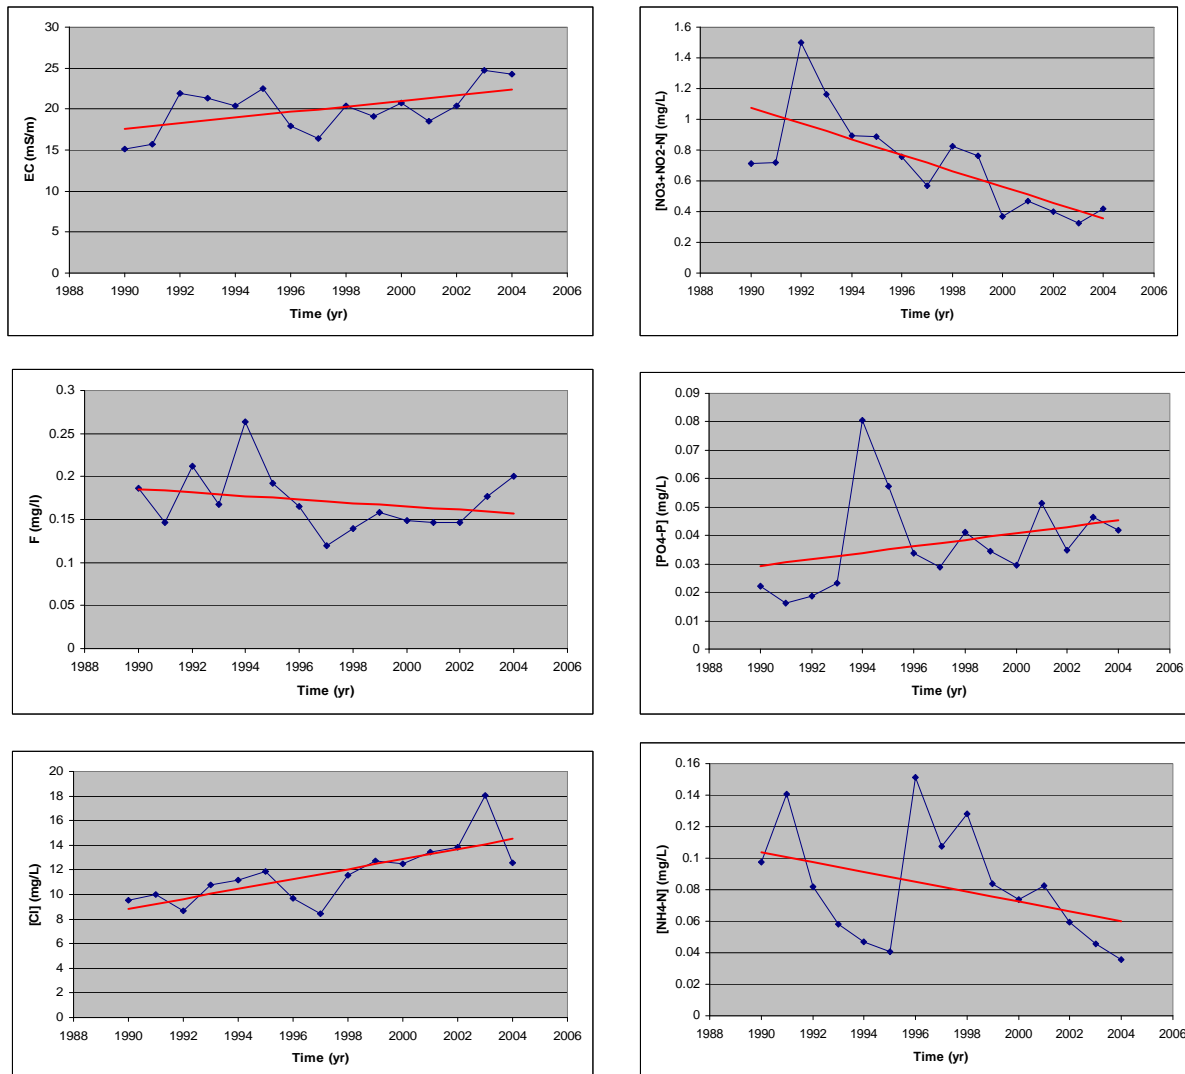 30
25
20
15
10
5
0
EC (mS/m)
1988 1990 1992 1994 1996 1998 2000 2002 2004 2006
Time (yr)
1.6
1.4
1.2
1
0.8
0.6
0.4
0.2
0
[NO3+NO2-N] (mg/L)
1988 1990 1992 1994 1996 1998 2000 2002 2004 2006
Time (yr)
0.3
0.25
0.2
0.15
0.1
0.05
0
F (mg/l)
1988 1990 1992 1994 1996 1998 2000 2002 2004 2006
Time (yr)
0.09
0.08
0.07
0.06
0.05
0.04
0.03
0.02
0.01
0
[PO4-P] (mg/L)
1988 1990 1992 1994 1996 1998 2000 2002 2004 2006
Time (yr)
20
18
16
14
12
10
8
6
4
2
0
[Cl] (mg/L)
1988 1990 1992 1994 1996 1998 2000 2002 2004 2006
Time (yr)
0.16
0.14
0.12
0.1
0.08
0.06
0.04
0.02
0
[NH4-N] (mg/L)
1988 1990 1992 1994 1996 1998 2000 2002 2004 2006
Time (yr)